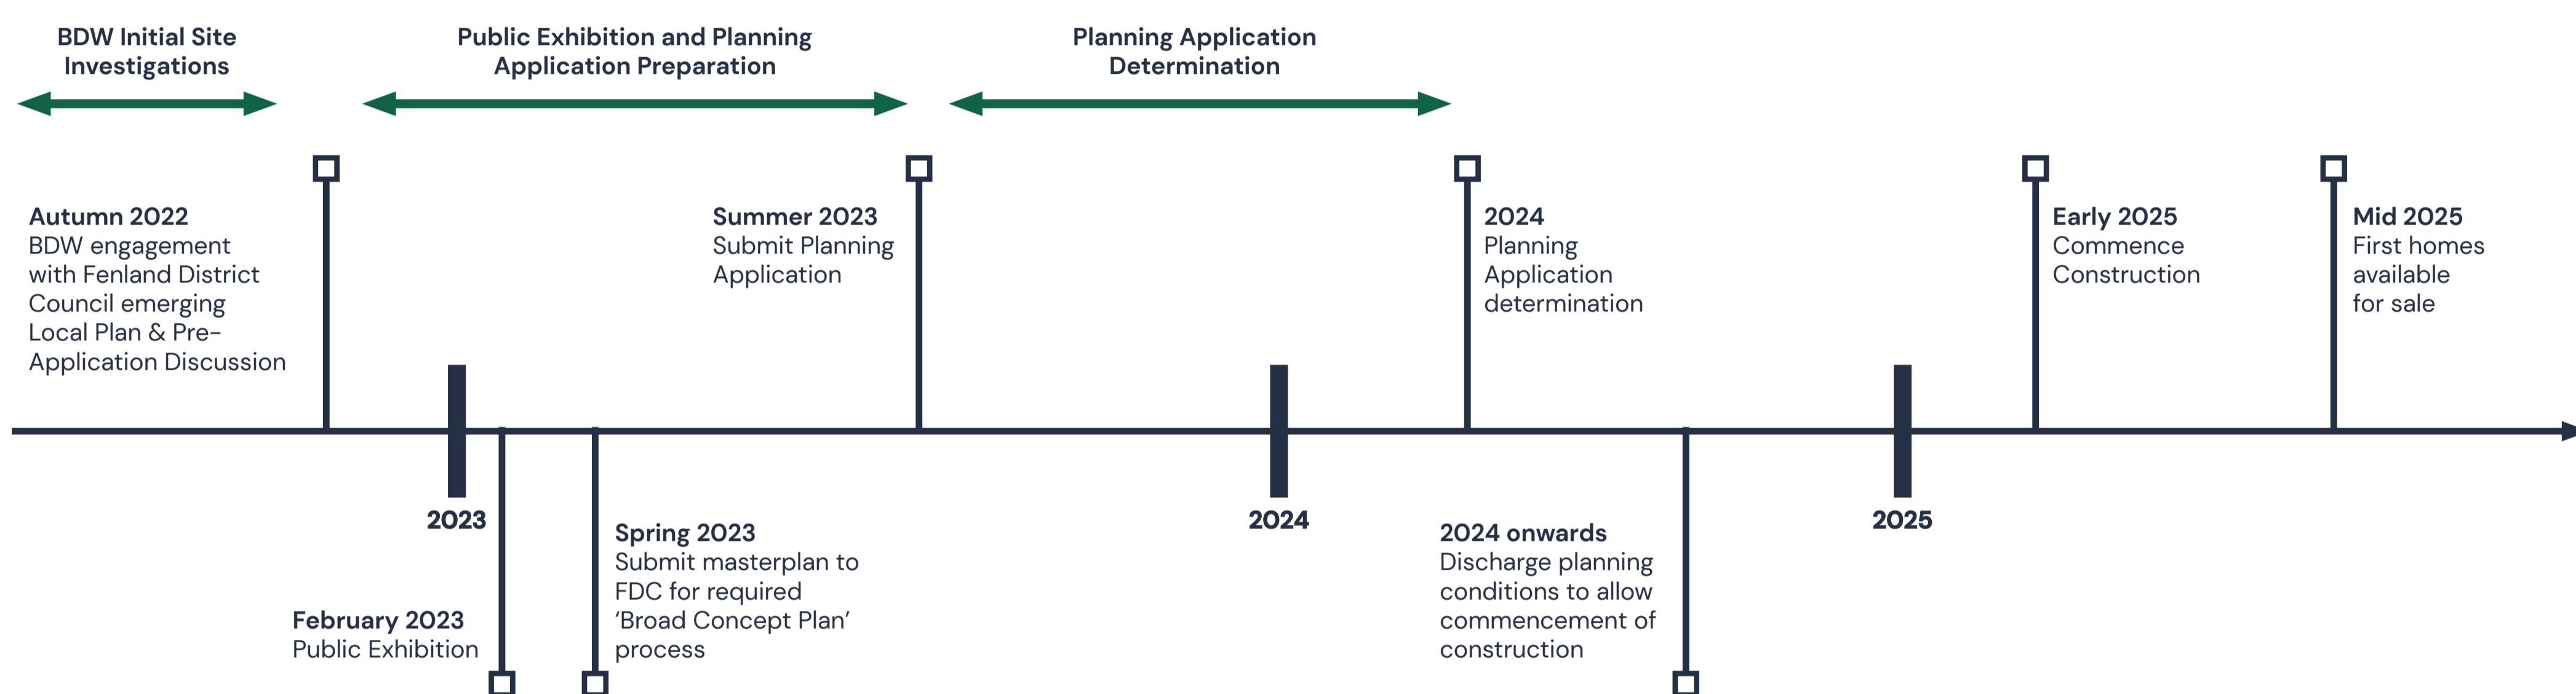 BDW Initial Site
Investigations
Public Exhibition and Planning
Application Preparation
Planning Application
Determination
Autumn 2022
BDW engagement
with Fenland District
Council emerging
Local Plan & Pre-
Application Discussion
Summer 2023
Submit Planning
Application
2024
Planning
Application
determination
Early 2025
Commence
Construction
Mid 2025
First homes
available
for sale
2023
2024
2025
February 2023
Public Exhibition
Spring 2023
Submit masterplan to
FDC for required
‘Broad Concept Plan’
process
2024 onwards
Discharge planning
conditions to allow
commencement of
construction